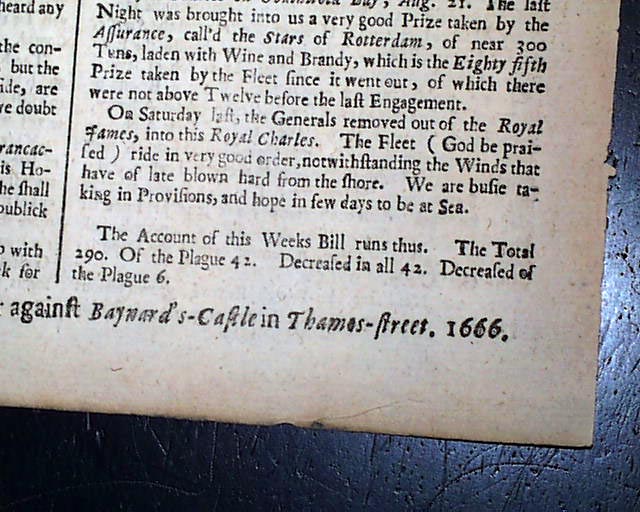 heard any
the con-
but the
ide, are
ve doubt
rancac-
is Ho-
he ſhall
publick
with
k for
Bay, Aug. 21. The laſt
Night was brought into us a very good Prize taken by the
Aſſurance, call'd the Stars of Rotterdam, of near 300
Tuns, laden with Wine and Brandy, which is the Eighty fifth
Prize taken by the Fleet ſince it went out, of which there
were not above Twelve before the laſt Engagement.
On Saturday laſt, the Generals removed out of the Royal
James, into this Royal Charles. The Fleet ( God be prai-
ſed ) ride in very good order, notwithſtanding the Winds that
have of late blown hard from the ſhore. We are buſie ta-
king in Proviſions, and hope in few days to be at Sea.
The Account of this Weeks Bill runs thus. The Total
290. Of the Plague 42. Decreaſed in all 42. Decreaſed of
the Plague 6.
againſt Baynard's-Caſtle in Thames-ſtreet. 1666.